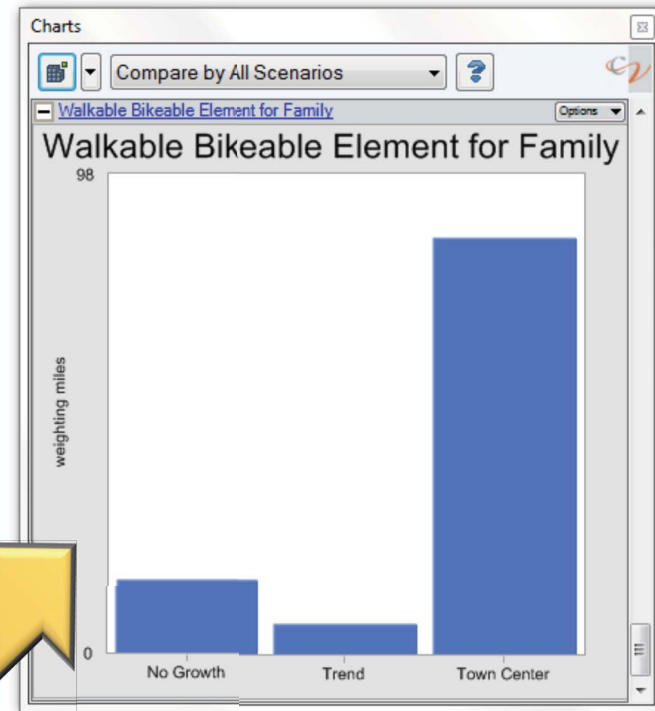 Charts
Compare by All Scenarios
Walkable Bikeable Element for Family
Options
Walkable Bikeable Element for Family
98
weighting miles
0
No Growth
Trend
Town Center